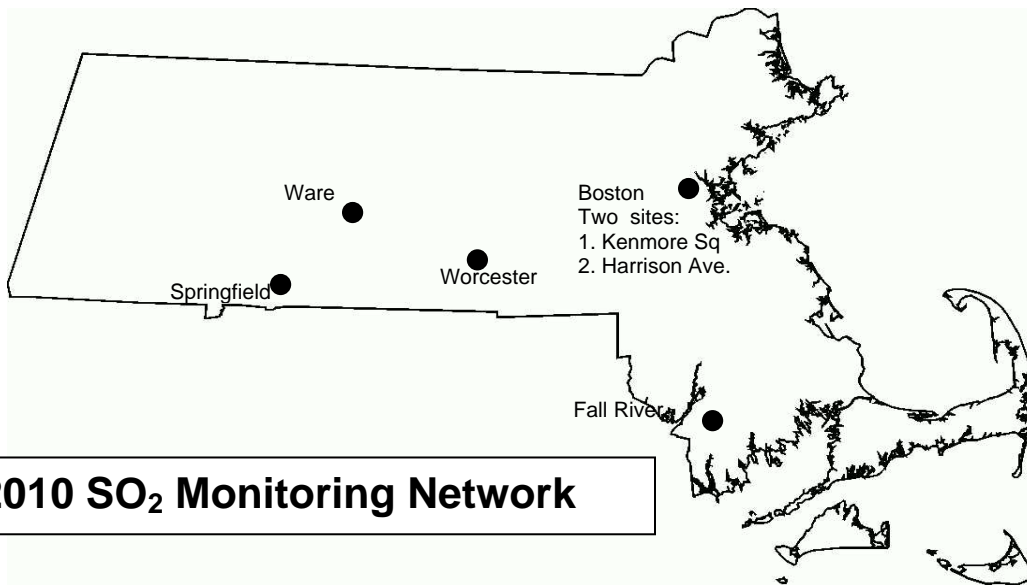 Ware
Boston
Two sites:
1. Kenmore Sq
2. Harrison Ave.
Worcester
Springfield
Fall River
2010 SO₂ Monitoring Network